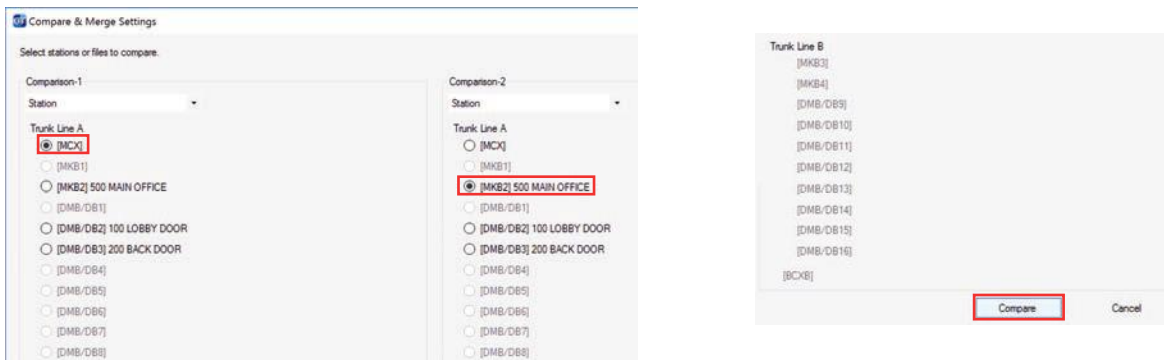 GF Compare & Merge Settings
Select stations or files to compare.
Comparison-1
Station
Trunk Line A
[MCX]
[MKB1]
[MKB2] 500 MAIN OFFICE
[DMB/DB1]
[DMB/DB2] 100 LOBBY DOOR
[DMB/DB3] 200 BACK DOOR
[DMB/DB4]
[DMB/DB5]
[DMB/DB6]
[DMB/DB7]
[DMB/DB8]
Comparison-2
Station
Trunk Line A
[MCX]
[MKB1]
[MKB2] 500 MAIN OFFICE
[DMB/DB1]
[DMB/DB2] 100 LOBBY DOOR
[DMB/DB3] 200 BACK DOOR
[DMB/DB4]
[DMB/DB5]
[DMB/DB6]
[DMB/DB7]
[DMB/DB8]
Trunk Line B
[MKB3]
[MKB4]
[DMB/DB9]
[DMB/DB10]
[DMB/DB11]
[DMB/DB12]
[DMB/DB13]
[DMB/DB14]
[DMB/DB15]
[DMB/DB16]
[BCXB]
Compare
Cancel